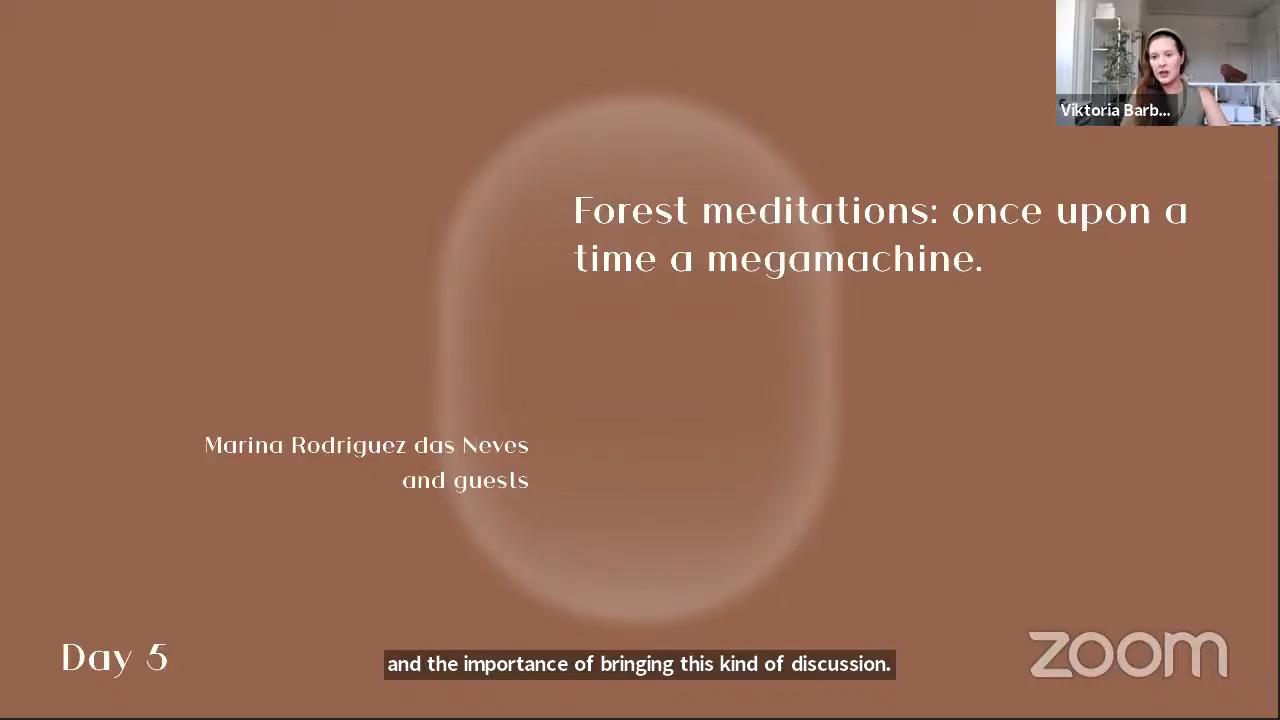 Viktoria Barb...
Forest meditations: once upon a
time a megamachine.
Marina Rodriguez das Neves
and guests
Day 5
and the importance of bringing this kind of discussion.
zoom